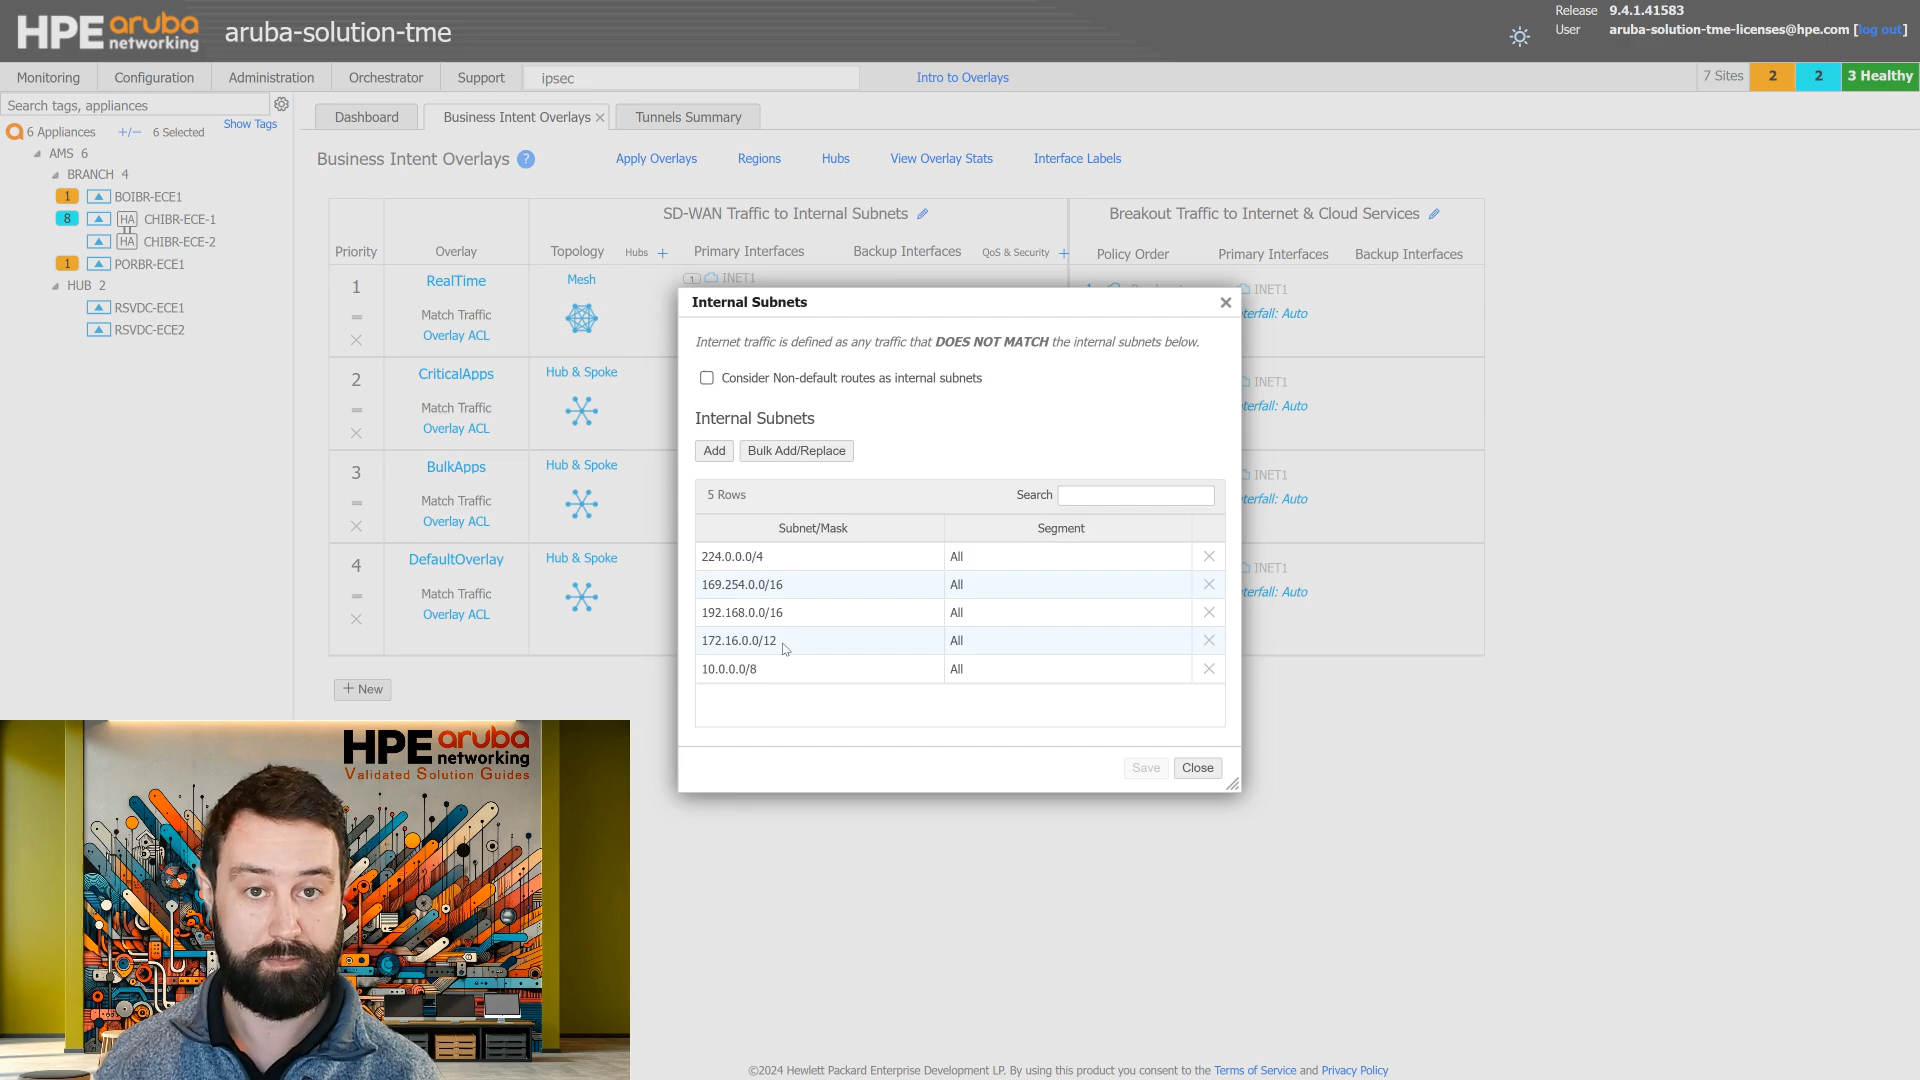 HPE aruba networking
aruba-solution-tme
Release 9.4.1.41583
User aruba-solution-tme-licenses@hpe.com [log out]
Monitoring Configuration Administration Orchestrator Support ipsec Intro to Overlays 7 Sites 2 2 3 Healthy
Search tags, appliances
6 Appliances +/− 6 Selected Show Tags
AMS 6
BRANCH 4
1 BOIBR-ECE1
8 HA CHIBR-ECE-1
HA CHIBR-ECE-2
1 PORBR-ECE1
HUB 2
RSVDC-ECE1
RSVDC-ECE2
Dashboard Business Intent Overlays Tunnels Summary
Business Intent Overlays ? Apply Overlays Regions Hubs View Overlay Stats Interface Labels
SD-WAN Traffic to Internal Subnets Breakout Traffic to Internet & Cloud Services
Priority Overlay Topology Hubs + Primary Interfaces Backup Interfaces QoS & Security + Policy Order Primary Interfaces Backup Interfaces
1 RealTime Mesh 1 INET1 INET1
Match Traffic terfall: Auto
Overlay ACL
2 CriticalApps Hub & Spoke INET1
Match Traffic terfall: Auto
Overlay ACL
3 BulkApps Hub & Spoke INET1
Match Traffic terfall: Auto
Overlay ACL
4 DefaultOverlay Hub & Spoke INET1
Match Traffic terfall: Auto
Overlay ACL
+ New
Internal Subnets
Internet traffic is defined as any traffic that DOES NOT MATCH the internal subnets below.
Consider Non-default routes as internal subnets
Internal Subnets
Add Bulk Add/Replace
5 Rows Search
Subnet/Mask Segment
224.0.0.0/4 All
169.254.0.0/16 All
192.168.0.0/16 All
172.16.0.0/12 All
10.0.0.0/8 All
Save Close
HPE aruba networking
Validated Solution Guides
©2024 Hewlett Packard Enterprise Development LP. By using this product you consent to the Terms of Service and Privacy Policy